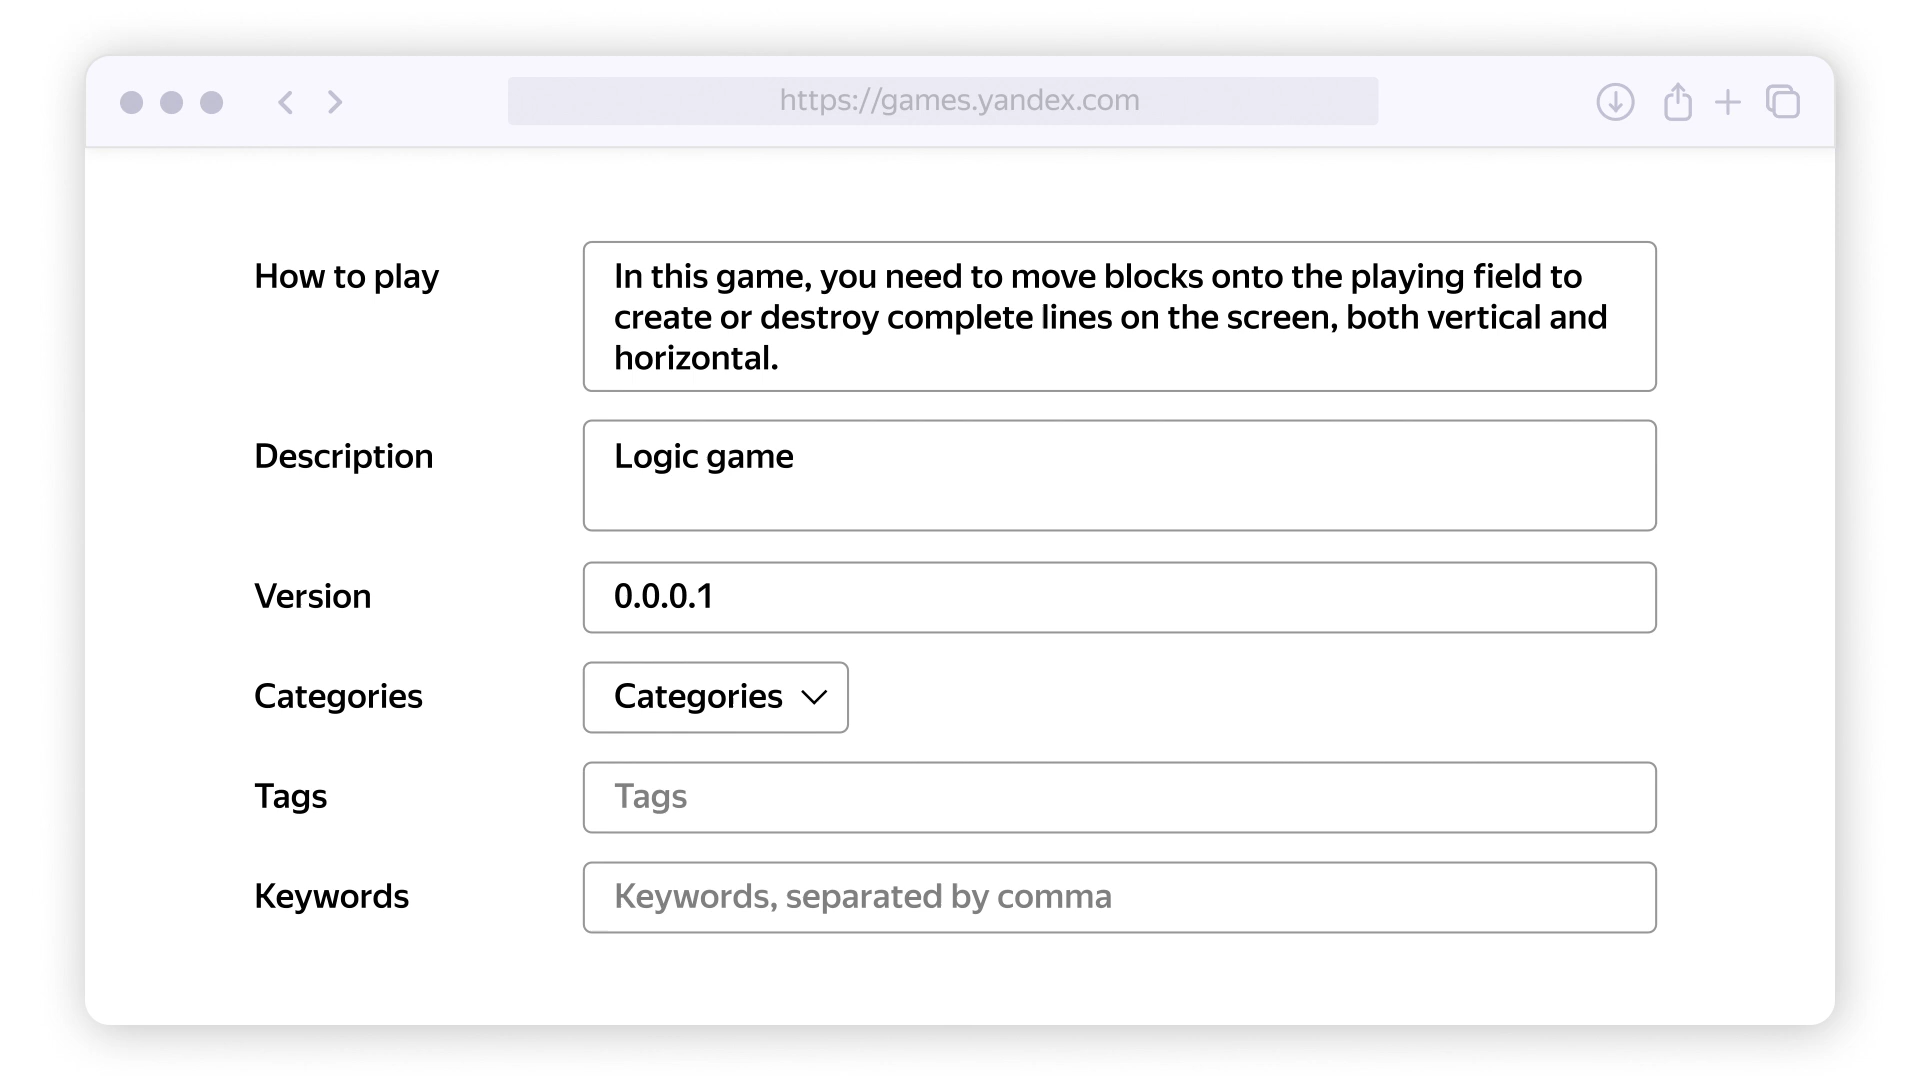 https://games.yandex.com
How to play
In this game, you need to move blocks onto the playing field to
create or destroy complete lines on the screen, both vertical and
horizontal.
Description
Logic game
Version
0.0.0.1
Categories
Categories
Tags
Tags
Keywords
Keywords, separated by comma